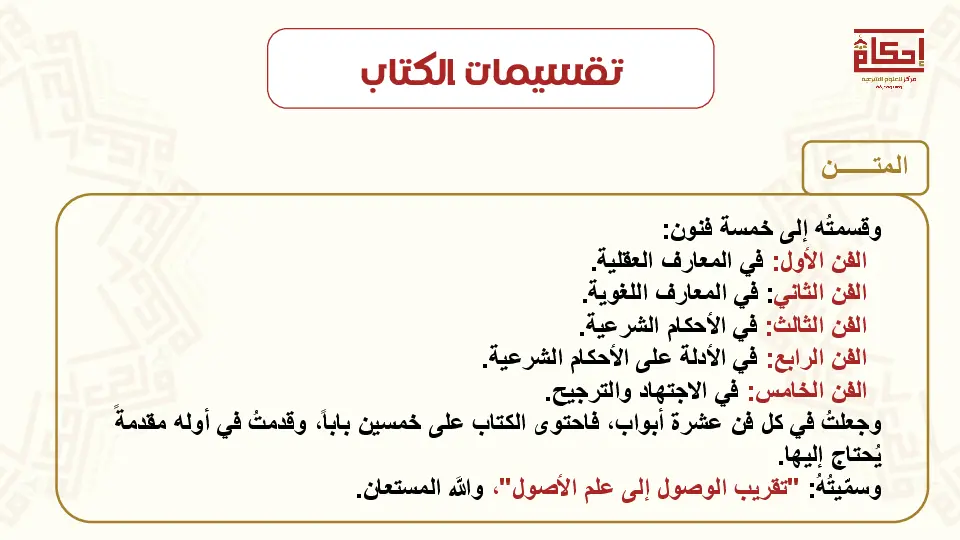 إحكام
مركز للعلوم الشرعية
تقسيمات الكتاب
المتــــن
وقسمتُه إلى خمسة فنون:
الفن الأول: في المعارف العقلية.
الفن الثاني: في المعارف اللغوية.
الفن الثالث: في الأحكام الشرعية.
الفن الرابع: في الأدلة على الأحكام الشرعية.
الفن الخامس: في الاجتهاد والترجيح.
وجعلتُ في كل فن عشرة أبواب، فاحتوى الكتاب على خمسين باباً، وقدمتُ في أوله مقدمةً
يُحتاج إليها.
وسمّيتُهُ: "تقريب الوصول إلى علم الأصول"، والله المستعان.